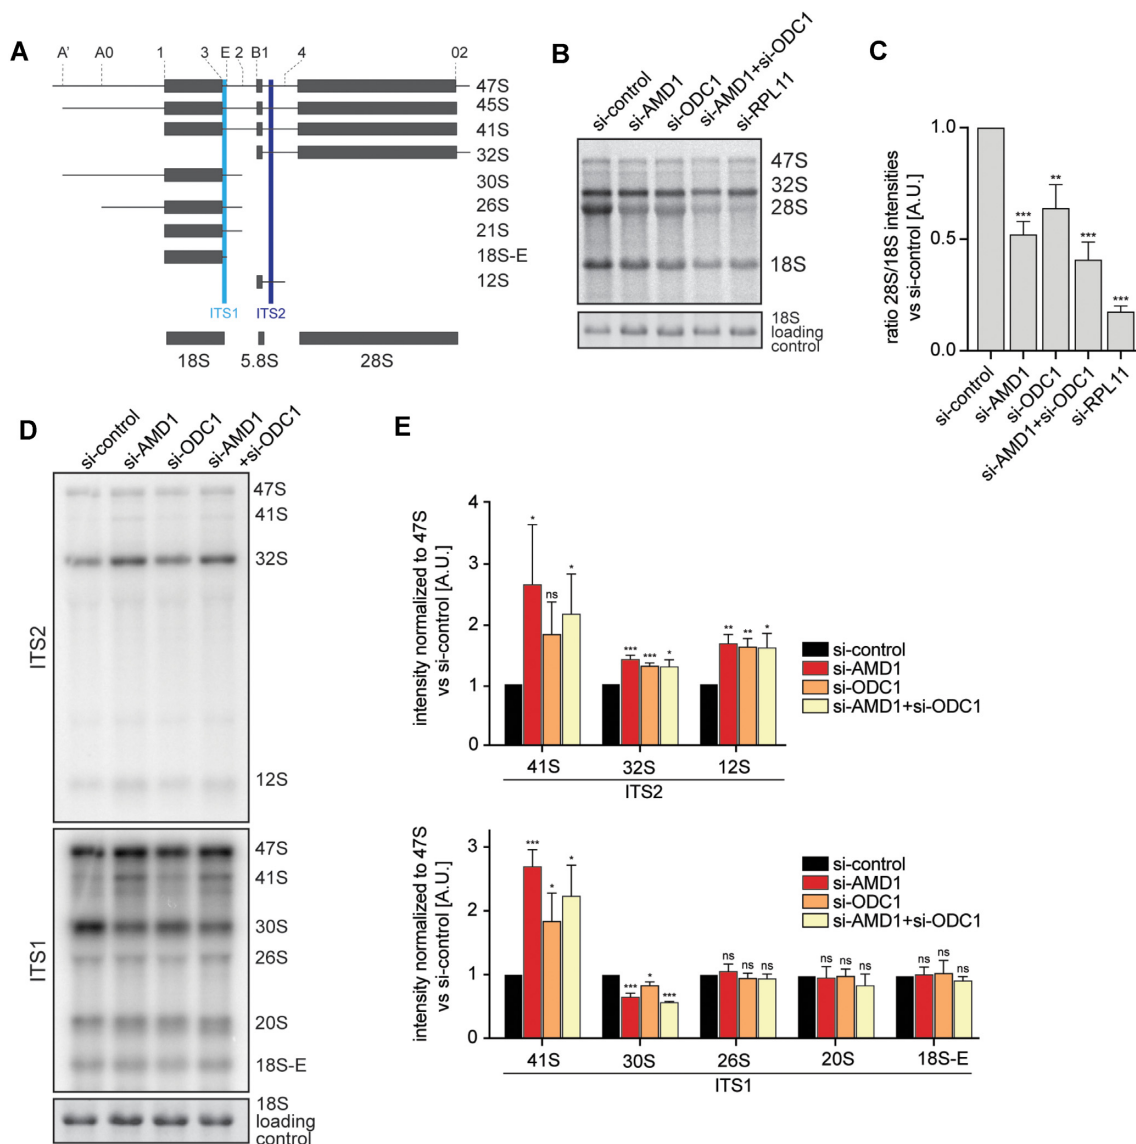 A
A' A0 1 3 E 2 B1 4 02
47S
45S
41S
32S
30S
26S
21S
18S-E
12S
ITS1 ITS2
18S 5.8S 28S
B
si-control
si-AMD1
si-ODC1
si-AMD1+si-ODC1
si-RPL11
47S
32S
28S
18S
18S
loading
control
C
ratio 28S/18S intensities
vs si-control [A.U.]
1.0
0.5
0.0
***
**
***
***
si-control
si-AMD1
si-ODC1
si-AMD1+si-ODC1
si-RPL11
D
si-control
si-AMD1
si-ODC1
si-AMD1
+si-ODC1
ITS2
47S
41S
32S
12S
ITS1
47S
41S
30S
26S
20S
18S-E
18S
loading
control
E
intensity normalized to 47S
vs si-control [A.U.]
4
3
2
1
0
* ns *
*** *** *
** ** *
41S 32S 12S
ITS2
si-control
si-AMD1
si-ODC1
si-AMD1+si-ODC1
intensity normalized to 47S
vs si-control [A.U.]
3
2
1
0
*** * *
*** * ***
ns ns ns
ns ns ns
ns ns ns
41S 30S 26S 20S 18S-E
ITS1
si-control
si-AMD1
si-ODC1
si-AMD1+si-ODC1